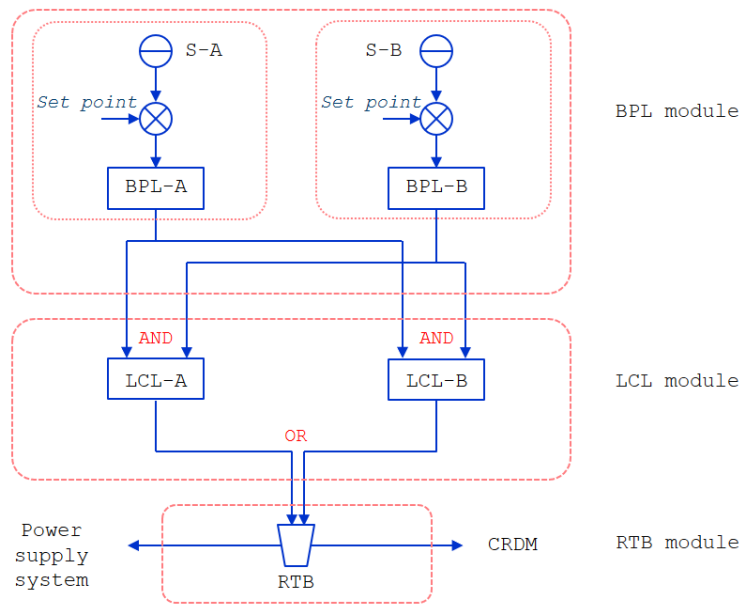 S-A
S-B
Set point
Set point
BPL module
BPL-A
BPL-B
AND
AND
LCL-A
LCL-B
LCL module
OR
Power
supply
system
CRDM
RTB module
RTB